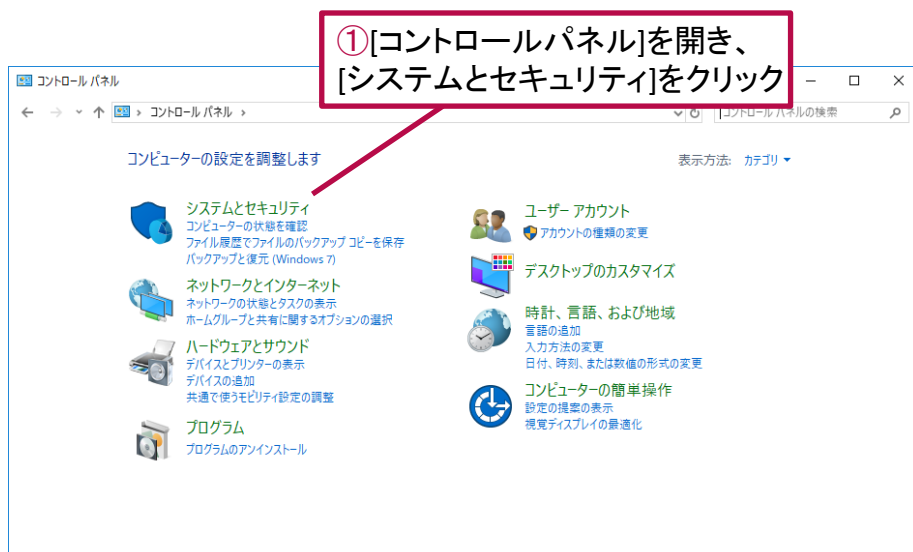 ①[コントロールパネル]を開き、
[システムとセキュリティ]をクリック
コントロール パネル
コントロール パネル
コントロール パネルの検索
コンピューターの設定を調整します
表示方法: カテゴリ
システムとセキュリティ
コンピューターの状態を確認
ファイル履歴でファイルのバックアップ コピーを保存
バックアップと復元 (Windows 7)
ネットワークとインターネット
ネットワークの状態とタスクの表示
ホームグループと共有に関するオプションの選択
ハードウェアとサウンド
デバイスとプリンターの表示
デバイスの追加
共通で使うモビリティ設定の調整
プログラム
プログラムのアンインストール
ユーザー アカウント
アカウントの種類の変更
デスクトップのカスタマイズ
時計、言語、および地域
言語の追加
入力方法の変更
日付、時刻、または数値の形式の変更
コンピューターの簡単操作
設定の提案の表示
視覚ディスプレイの最適化